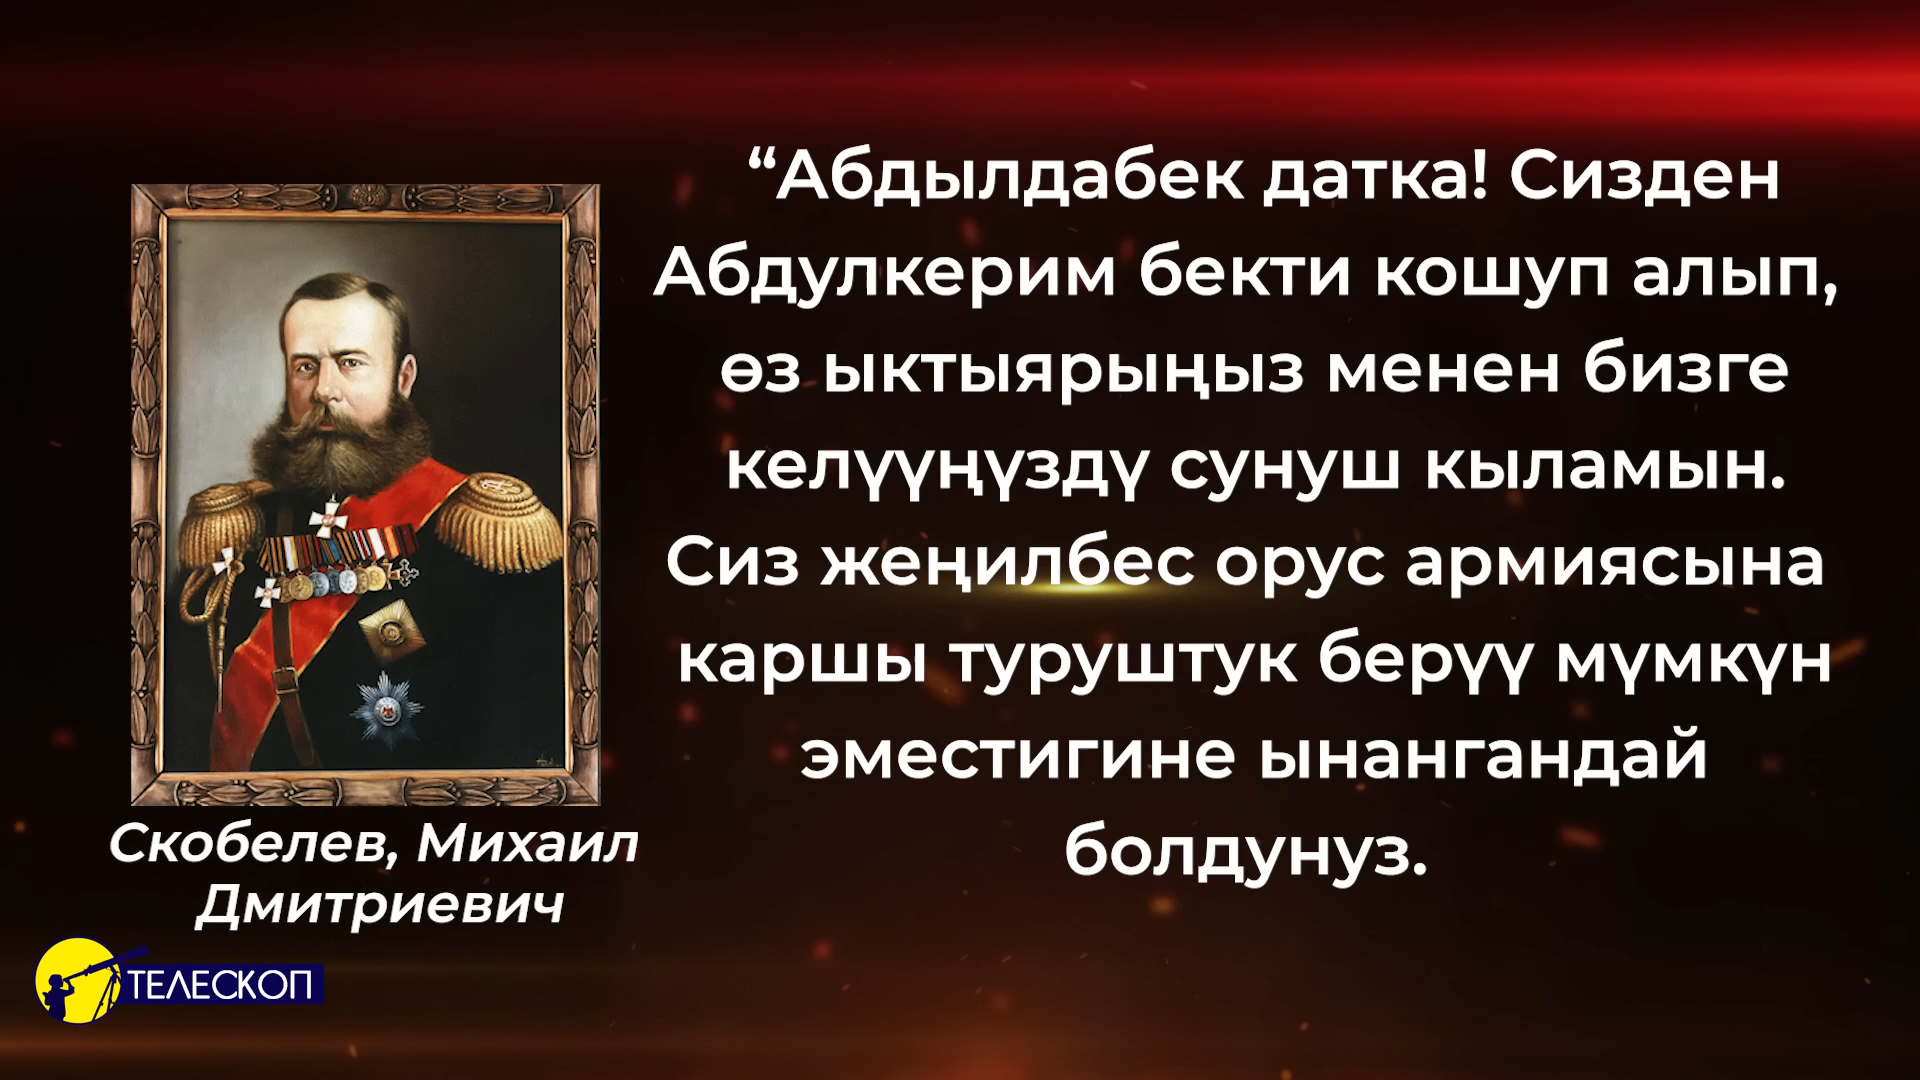 “Абдылдабек датка! Сизден
Абдулкерим бекти кошуп алып,
өз ыктыярыңыз менен бизге
келүүңүздү сунуш кыламын.
Сиз жеңилбес орус армиясына
каршы туруштук берүү мүмкүн
эместигине ынангандай
болдунуз.
Скобелев, Михаил
Дмитриевич
ТЕЛЕСКОП